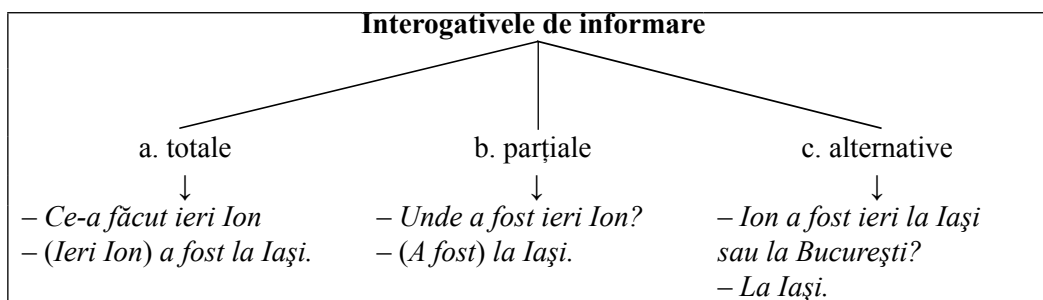 Interogativele de informare
a. totale
↓
– Ce-a făcut ieri Ion
– (Ieri Ion) a fost la Iaşi.
b. parțiale
↓
– Unde a fost ieri Ion?
– (A fost) la Iaşi.
c. alternative
↓
– Ion a fost ieri la Iaşi
sau la Bucureşti?
– La Iaşi.